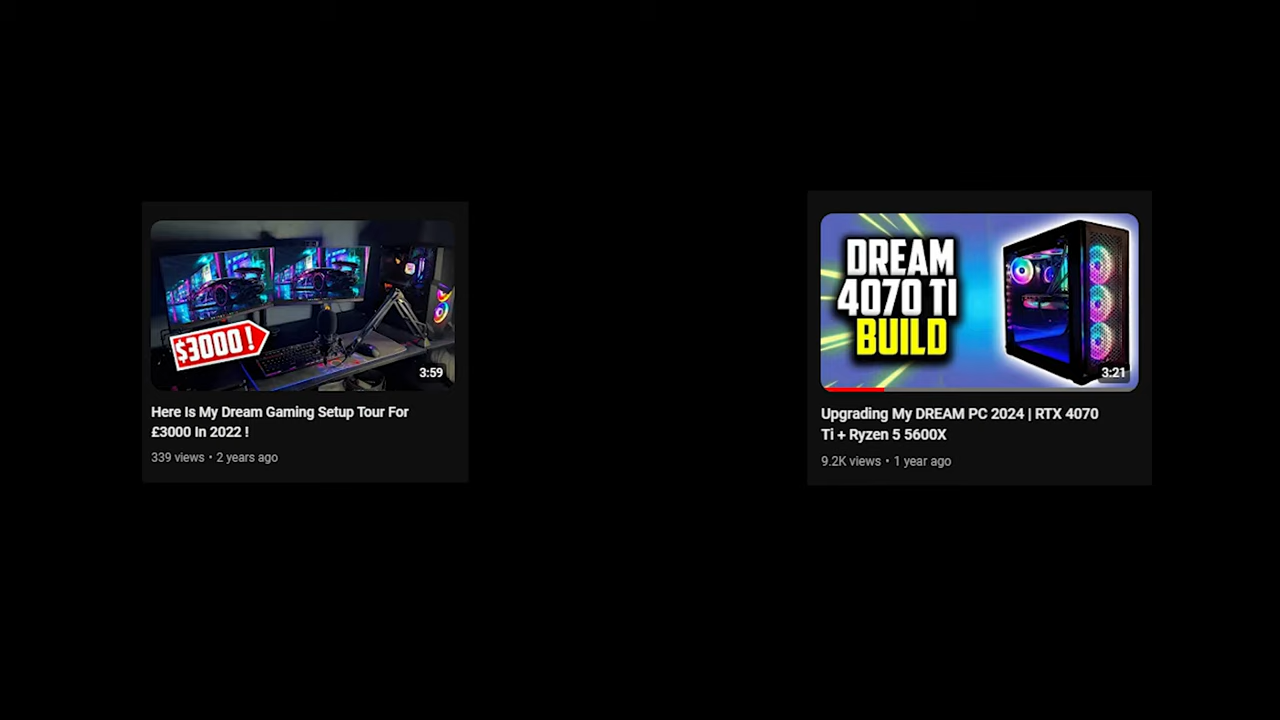 $3000 !
3:59
Here Is My Dream Gaming Setup Tour For
£3000 In 2022 !
339 views • 2 years ago
DREAM
4070 TI
BUILD
3:21
Upgrading My DREAM PC 2024 | RTX 4070
Ti + Ryzen 5 5600X
9.2K views • 1 year ago